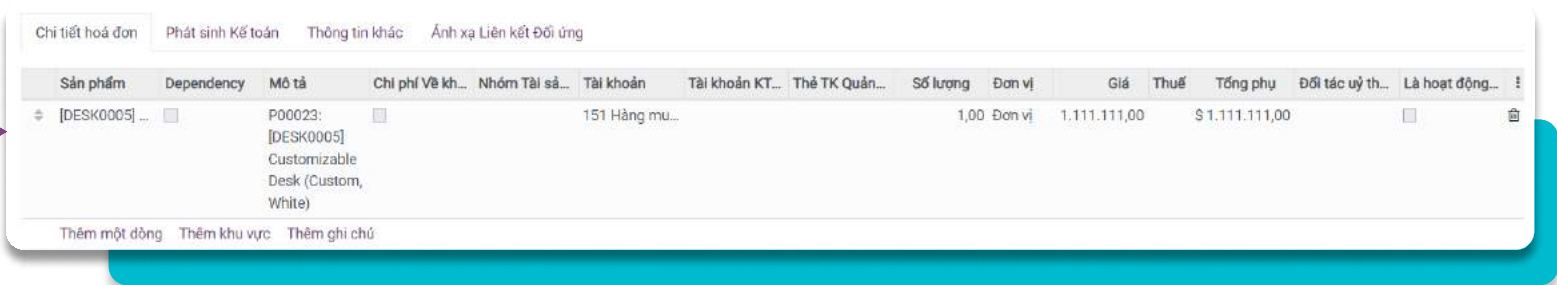 Chi tiết hoá đơn Phát sinh Kế toán Thông tin khác Ánh xạ Liên kết Đối ứng
Sản phẩm Dependency Mô tả Chi phí Về kh... Nhóm Tài sả... Tài khoản Tài khoản KT... Thẻ TK Quản... Số lượng Đơn vị Giá Thuế Tổng phụ Đối tác uỷ th... Là hoạt động...
[DESK0005] ... P00023: 151 Hàng mu... 1,00 Đơn vị 1.111.111,00 $ 1.111.111,00
[DESK0005]
Customizable
Desk (Custom,
White)
Thêm một dòng Thêm khu vực Thêm ghi chú